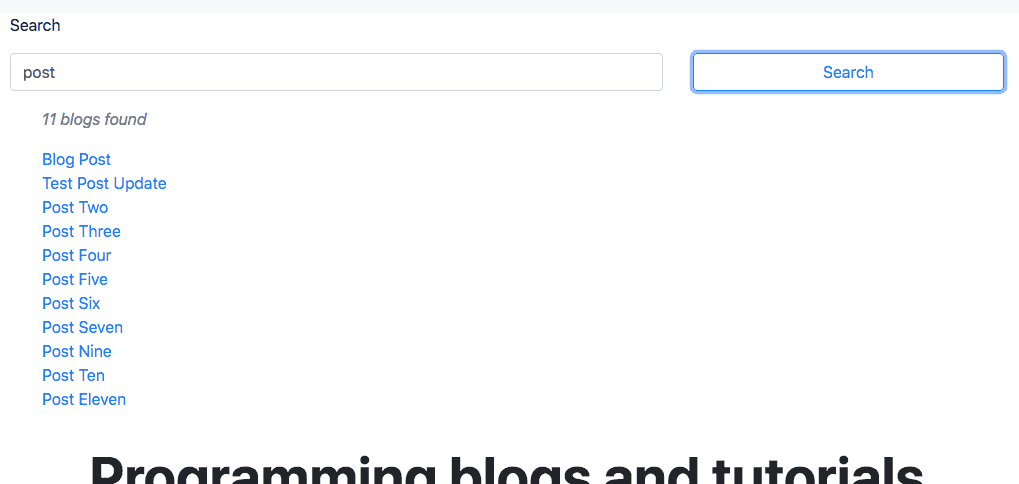 Search
post
Search
11 blogs found
Blog Post
Test Post Update
Post Two
Post Three
Post Four
Post Five
Post Six
Post Seven
Post Nine
Post Ten
Post Eleven
Programming blogs and tutorials